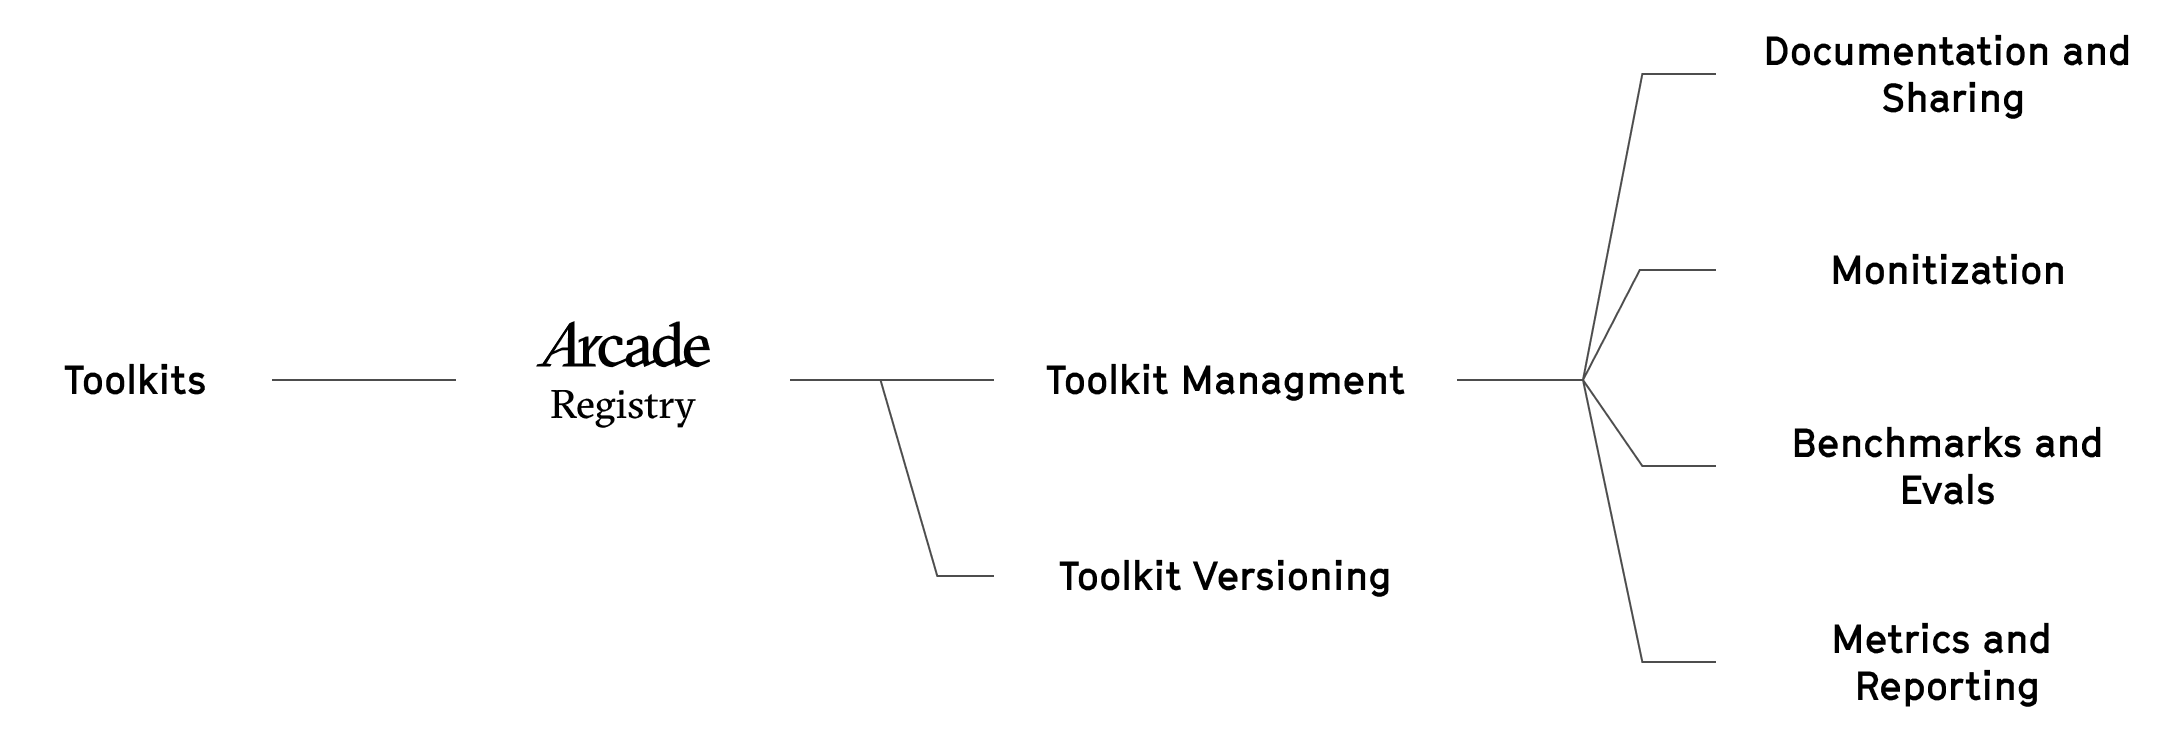 Toolkits
Arcade
Registry
Toolkit Managment
Toolkit Versioning
Documentation and
Sharing
Monitization
Benchmarks and
Evals
Metrics and
Reporting